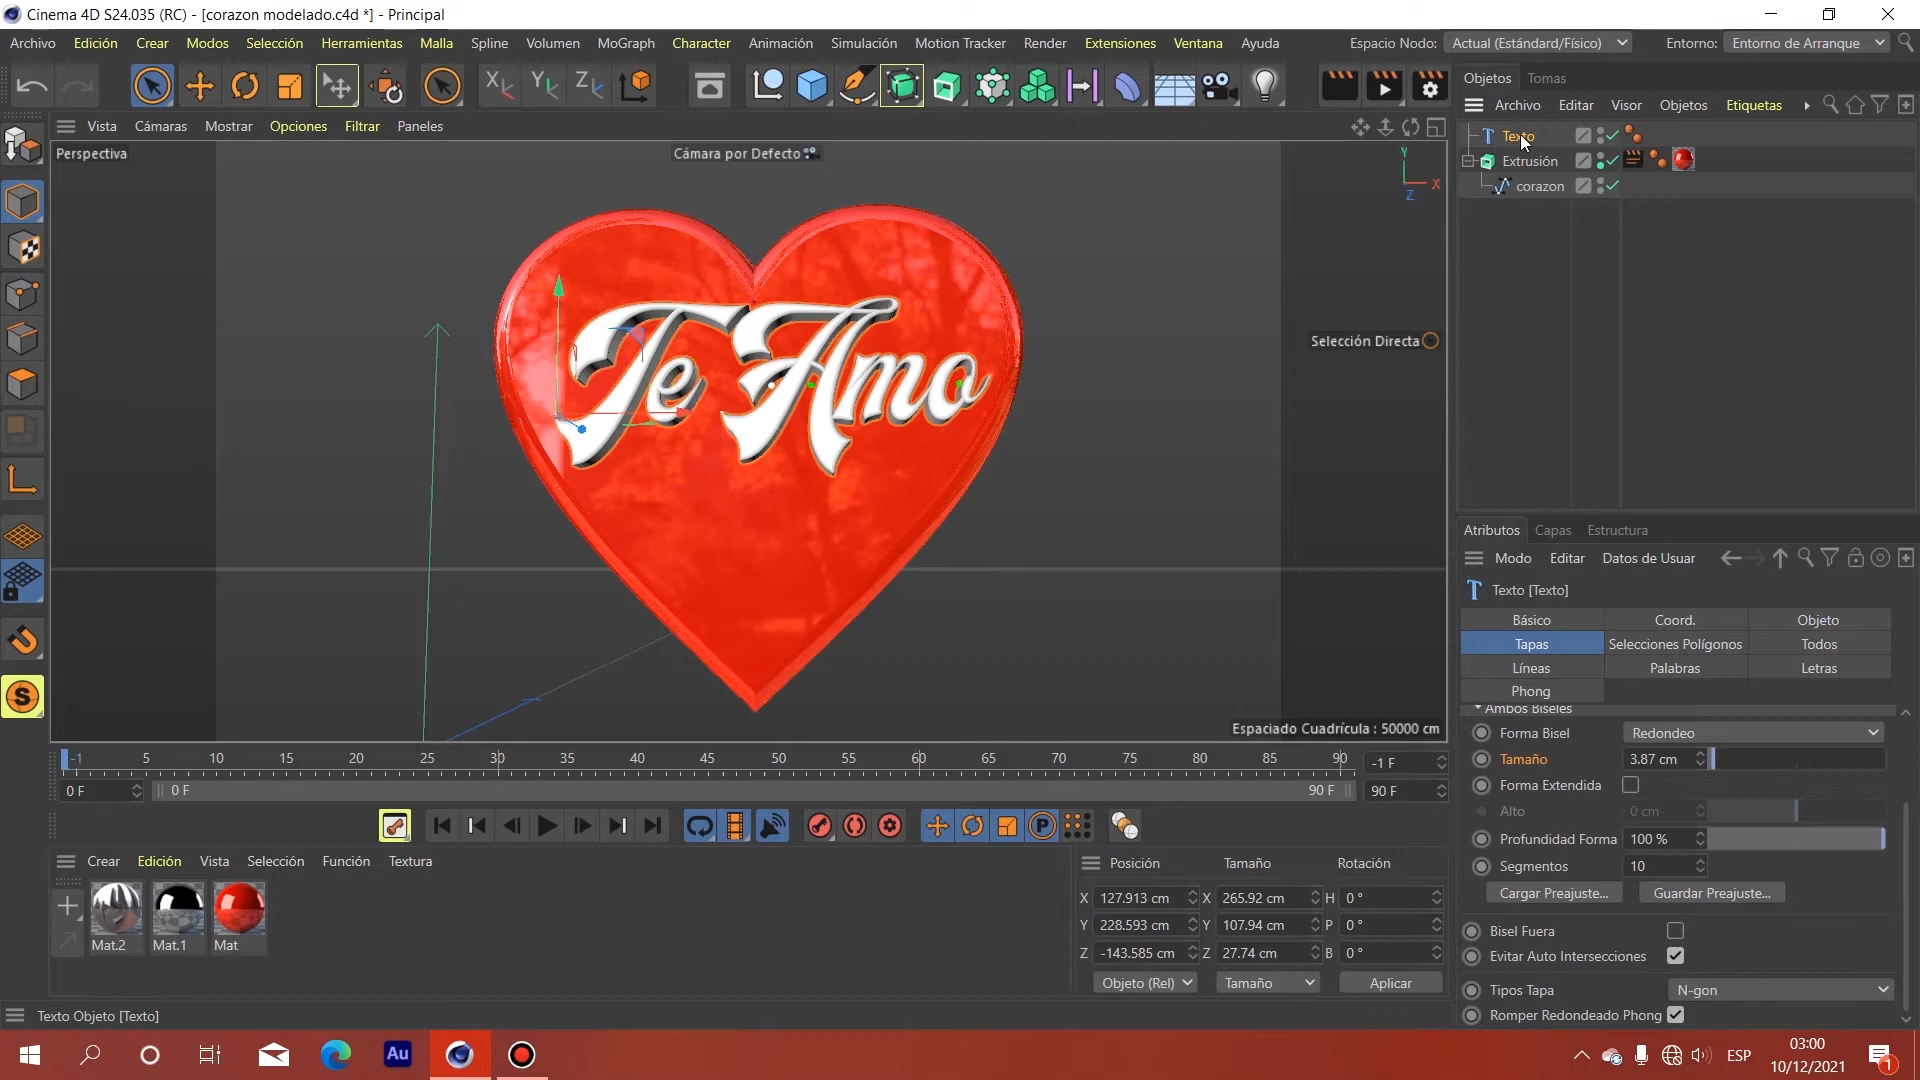 Cinema 4D S24.035 (RC) - [corazon modelado.c4d *] - Principal
Archivo Edición Crear Modos Selección Herramientas Malla Spline Volumen MoGraph Character Animación Simulación Motion Tracker Render Extensiones Ventana Ayuda Espacio Nodo: Actual (Estándard/Físico) Entorno: Entorno de Arranque
X Y Z
Objetos Tomas
Archivo Editar Visor Objetos Etiquetas
Vista Cámaras Mostrar Opciones Filtrar Paneles
Perspectiva
Cámara por Defecto
Y
X
Z
Texto
Extrusión
corazon
Selección Directa
Te Amo
Espaciado Cuadrícula : 50000 cm
Atributos Capas Estructura
Modo Editar Datos de Usuar
Texto [Texto]
Básico Coord. Objeto
Tapas Selecciones Polígonos Todos
Líneas Palabras Letras
Phong
Ambos Biseles
Forma Bisel Redondeo
Tamaño 3.87 cm
Forma Extendida
Alto 0 cm
Profundidad Forma 100 %
Segmentos 10
Cargar Preajuste... Guardar Preajuste...
Bisel Fuera
Evitar Auto Intersecciones
Tipos Tapa N-gon
Romper Redondeado Phong
S
-1 5 10 15 20 25 30 35 40 45 50 55 60 65 70 75 80 85 90 -1 F
0 F 0 F 90 F 90 F
P
Crear Edición Vista Selección Función Textura
Mat.2 Mat.1 Mat
Posición Tamaño Rotación
X 127.913 cm X 265.92 cm H 0 °
Y 228.593 cm Y 107.94 cm P 0 °
Z -143.585 cm Z 27.74 cm B 0 °
Objeto (Rel) Tamaño Aplicar
Texto Objeto [Texto]
Au
ESP
03:00
10/12/2021
1